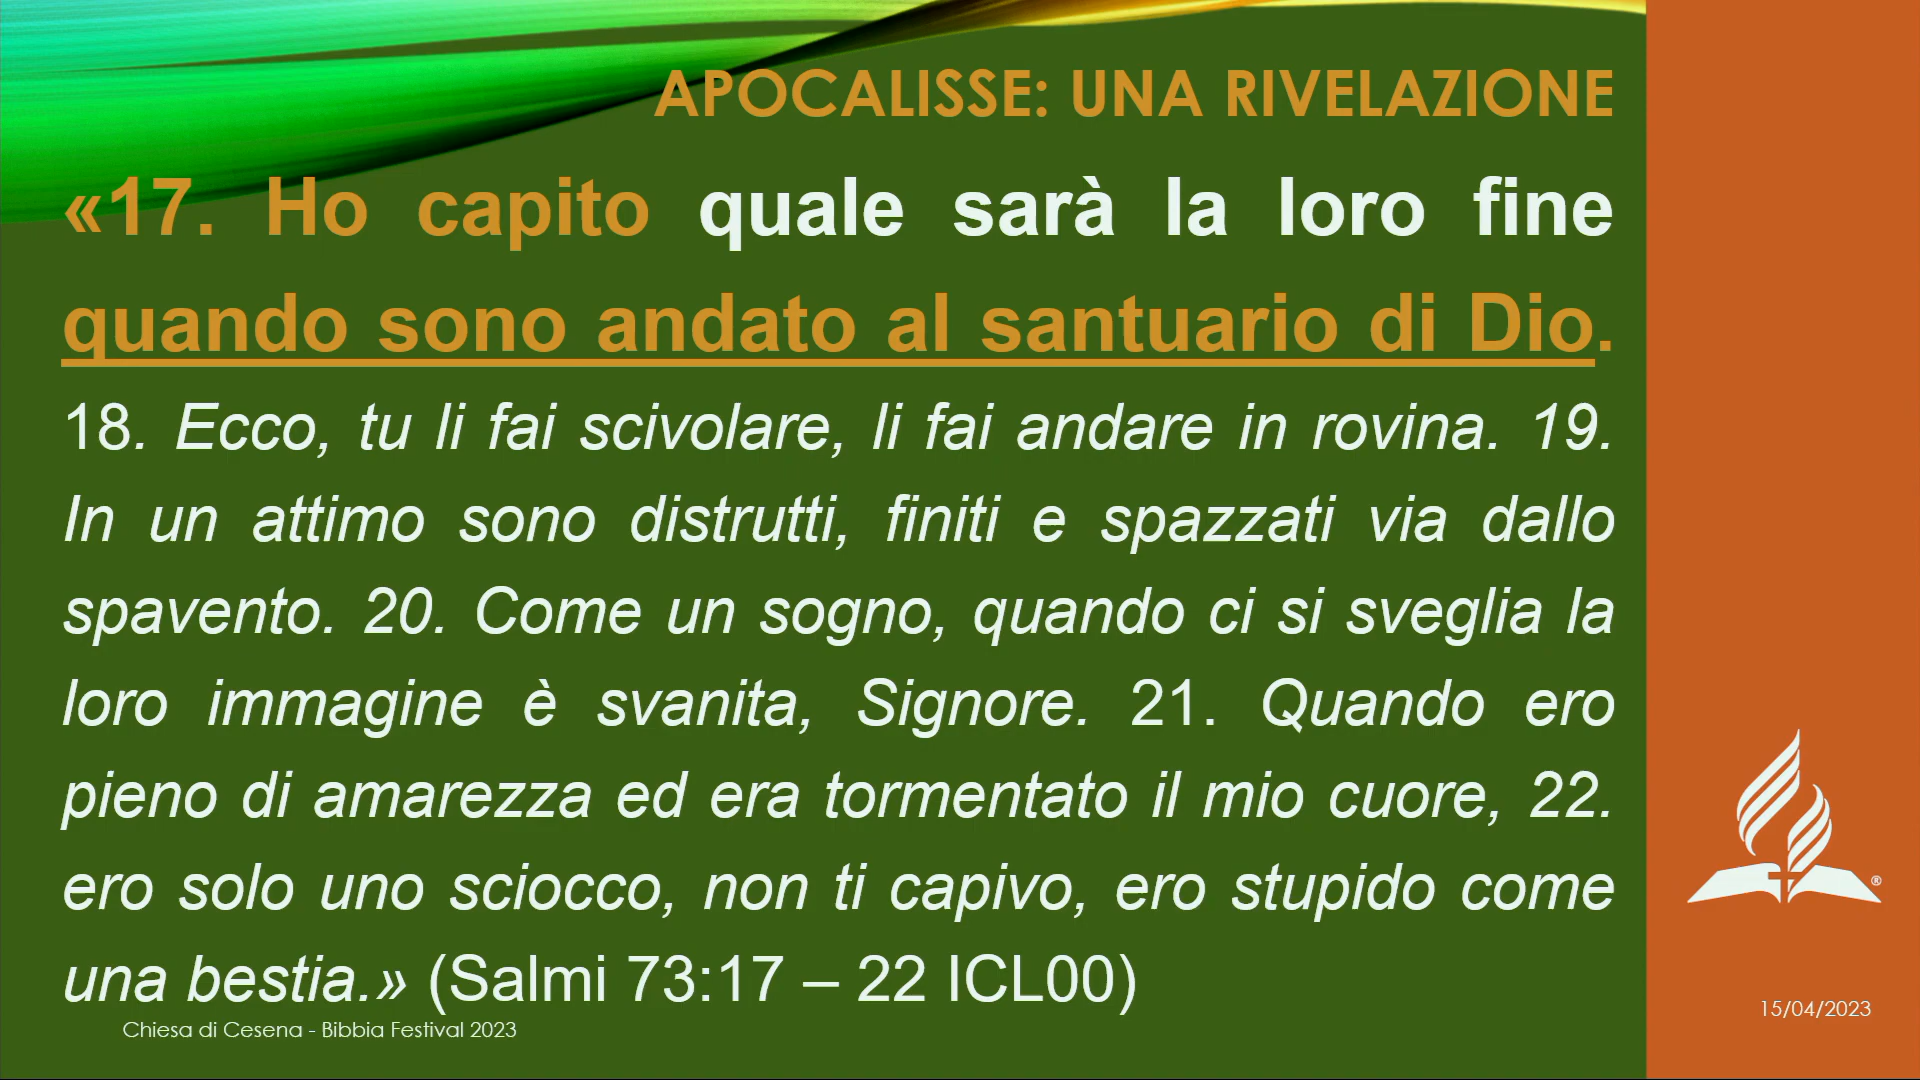 APOCALISSE: UNA RIVELAZIONE
«17. Ho capito quale sarà la loro fine
quando sono andato al santuario di Dio.
18. Ecco, tu li fai scivolare, li fai andare in rovina. 19.
In un attimo sono distrutti, finiti e spazzati via dallo
spavento. 20. Come un sogno, quando ci si sveglia la
loro immagine è svanita, Signore. 21. Quando ero
pieno di amarezza ed era tormentato il mio cuore, 22.
ero solo uno sciocco, non ti capivo, ero stupido come
una bestia.» (Salmi 73:17 – 22 ICL00)
Chiesa di Cesena - Bibbia Festival 2023
®
15/04/2023